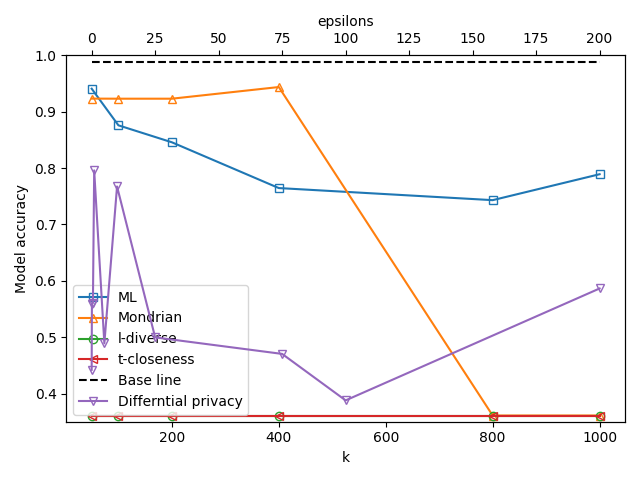 epsilons
0 25 50 75 100 125 150 175 200
1.0
0.9
0.8
0.7
0.6
0.5
0.4
Model accuracy
ML
Mondrian
l-diverse
t-closeness
Base line
Differntial privacy
200 400 600 800 1000
k